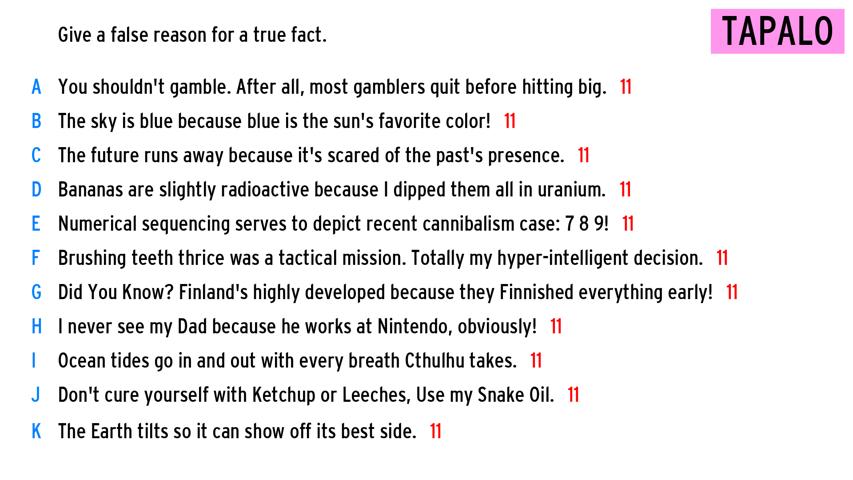 Give a false reason for a true fact.
TAPALO
A You shouldn't gamble. After all, most gamblers quit before hitting big. 11
B The sky is blue because blue is the sun's favorite color! 11
C The future runs away because it's scared of the past's presence. 11
D Bananas are slightly radioactive because I dipped them all in uranium. 11
E Numerical sequencing serves to depict recent cannibalism case: 7 8 9! 11
F Brushing teeth thrice was a tactical mission. Totally my hyper-intelligent decision. 11
G Did You Know? Finland's highly developed because they Finnished everything early! 11
H I never see my Dad because he works at Nintendo, obviously! 11
I Ocean tides go in and out with every breath Cthulhu takes. 11
J Don't cure yourself with Ketchup or Leeches, Use my Snake Oil. 11
K The Earth tilts so it can show off its best side. 11